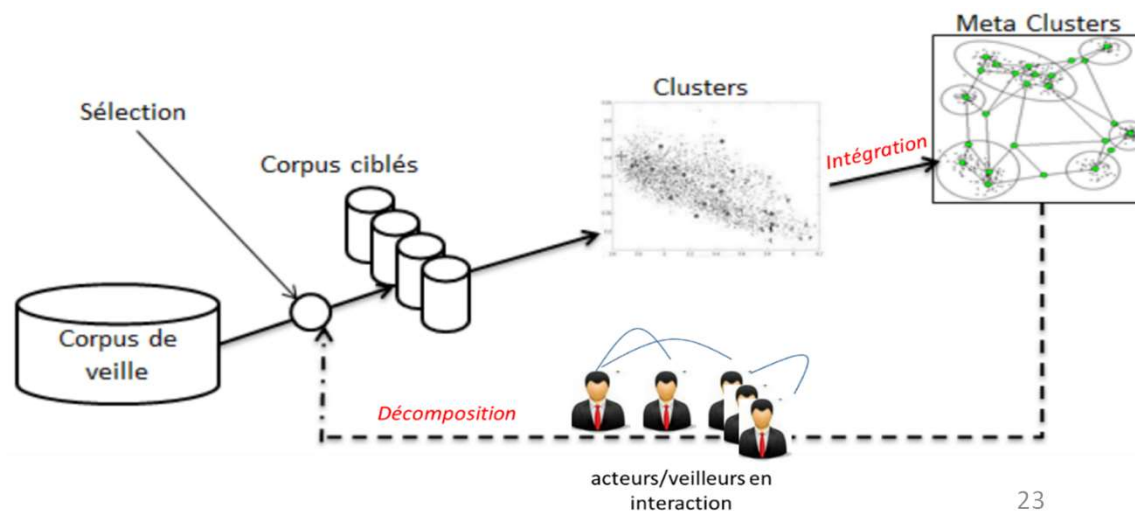 Meta Clusters
Sélection
Clusters
Corpus ciblés
Intégration
Corpus de
veille
Décomposition
acteurs/veilleurs en
interaction
23